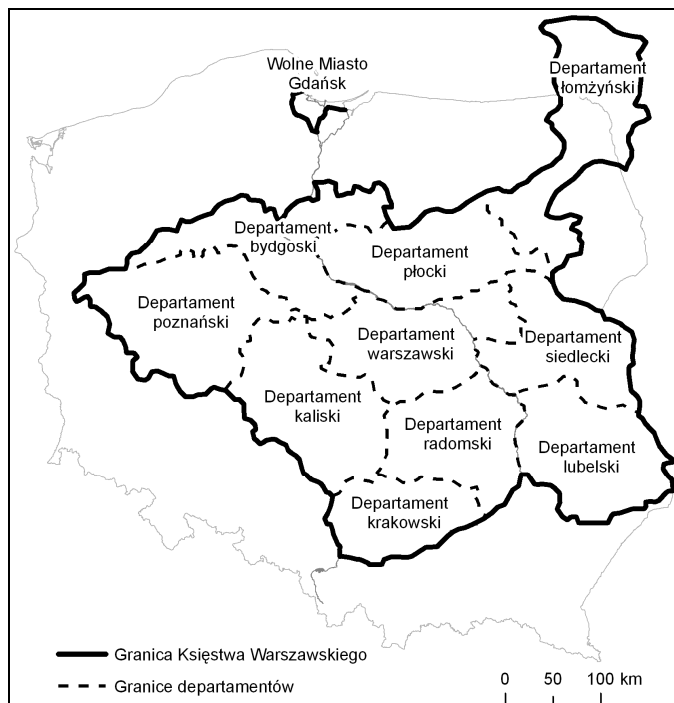 Wolne Miasto
Gdańsk
Departament
łomżyński
Departament
bydgoski
Departament
płocki
Departament
poznański
Departament
warszawski
Departament
siedlecki
Departament
kaliski
Departament
radomski
Departament
lubelski
Departament
krakowski
Granica Księstwa Warszawskiego
Granice departamentów
0 50 100 km